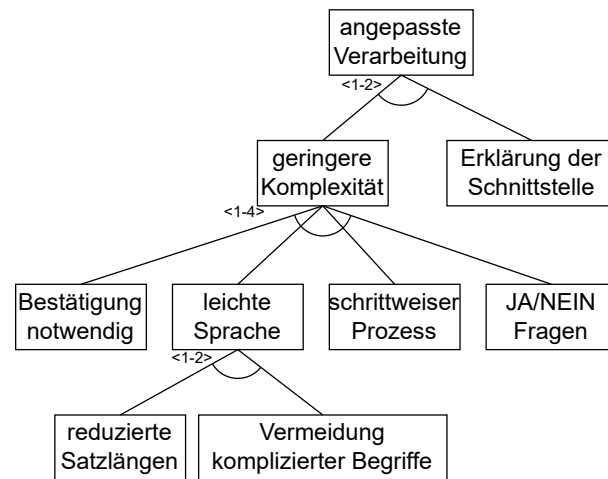 angepasste
Verarbeitung
<1-2>
geringere
Komplexität
Erklärung der
Schnittstelle
<1-4>
Bestätigung
notwendig
leichte
Sprache
schrittweiser
Prozess
JA/NEIN
Fragen
<1-2>
reduzierte
Satzlängen
Vermeidung
komplizierter Begriffe